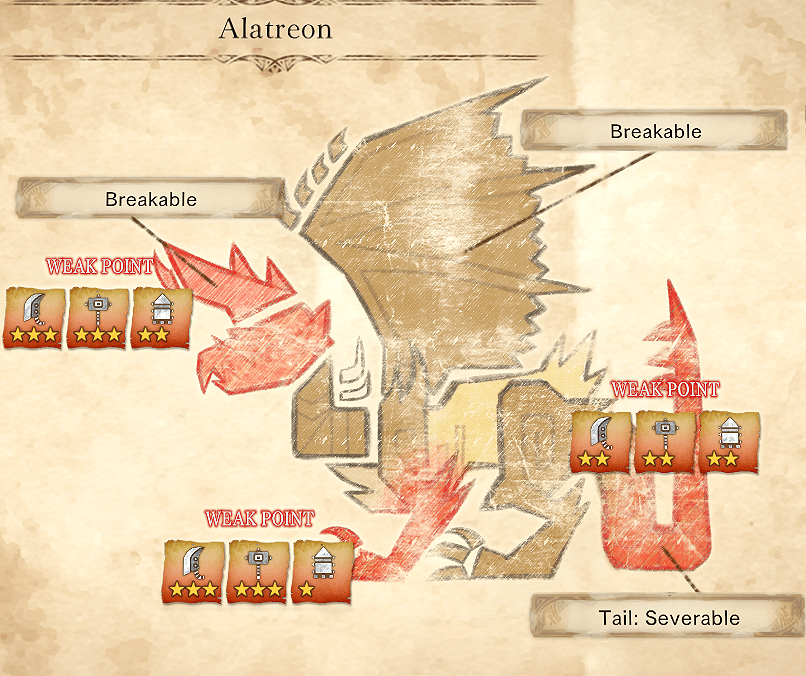 Alatreon
Breakable
Breakable
WEAK POINT
WEAK POINT
WEAK POINT
Tail: Severable